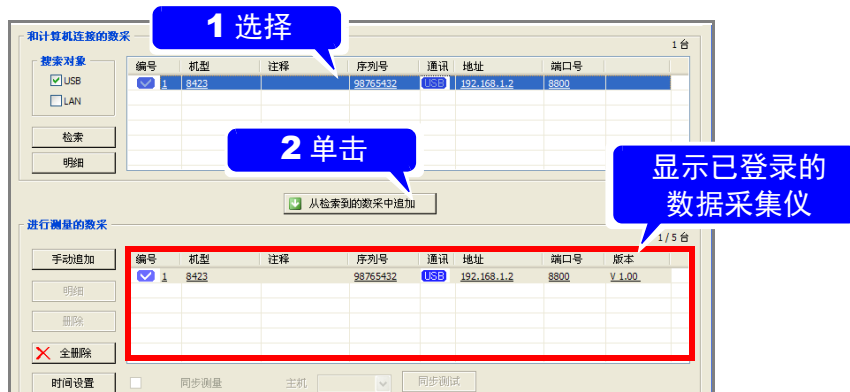 1 选择
和计算机连接的数采
1 台
搜索对象
USB
LAN
检索
明细
编号 机型 注释 序列号 通讯 地址 端口号
1 8423 98765432 USB 192.168.1.2 8800
2 单击
从检索到的数采中追加
显示已登录的
数据采集仪
进行测量的数采
1 / 5 台
手动追加
明细
删除
全删除
时间设置
编号 机型 注释 序列号 通讯 地址 端口号 版本
1 8423 98765432 USB 192.168.1.2 8800 V 1.00
同步测量 主机 同步测试